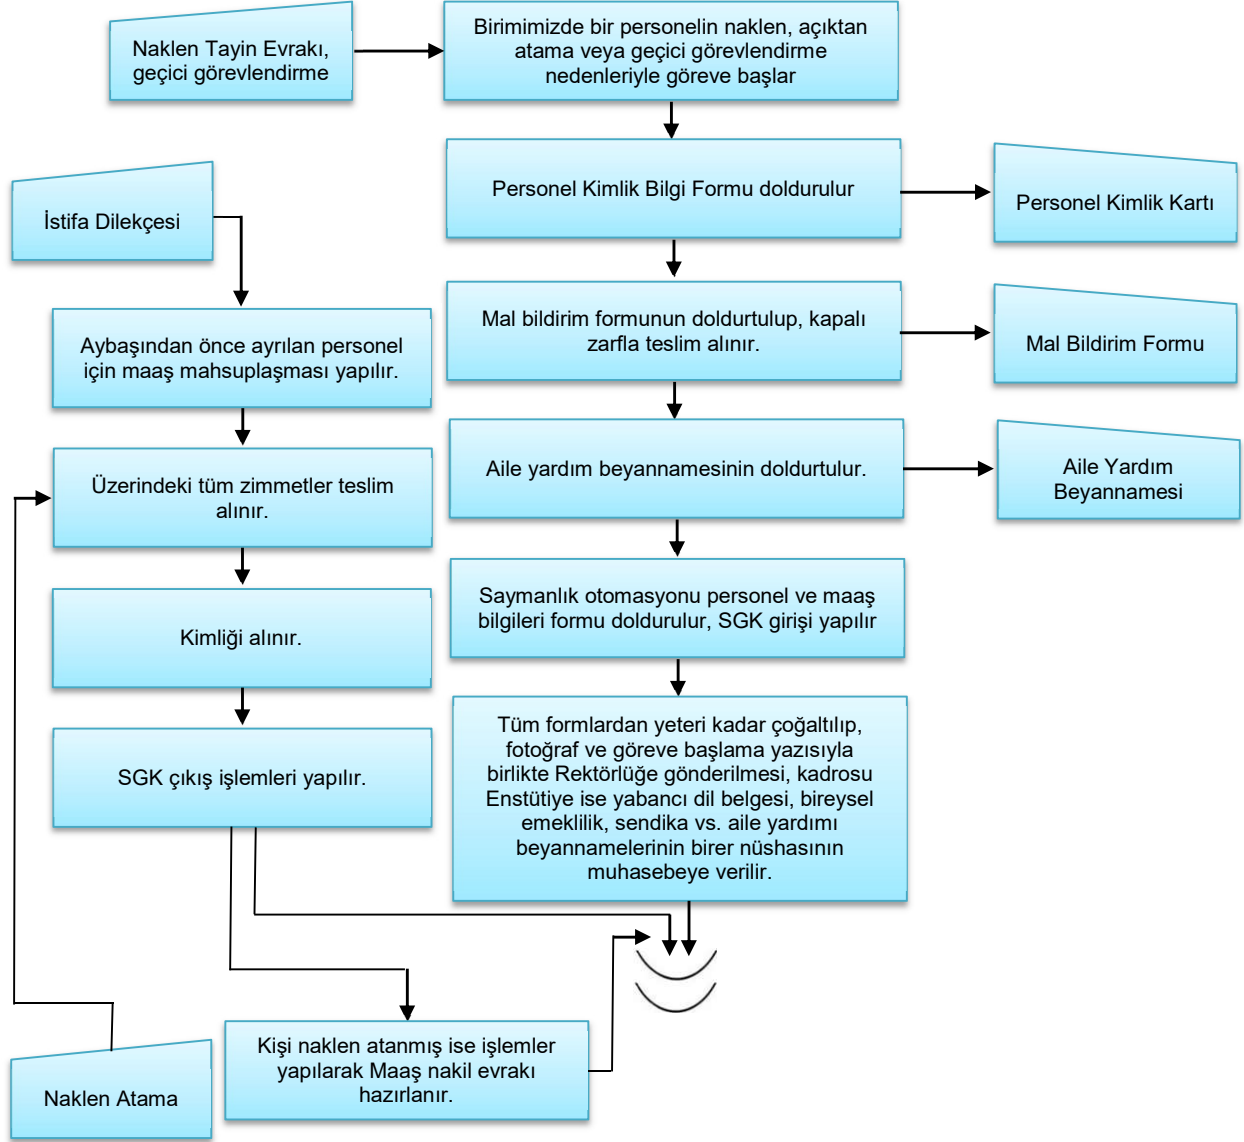 Naklen Tayin Evrakı,
geçici görevlendirme
Birimimizde bir personelin naklen, açıktan
atama veya geçici görevlendirme
nedenleriyle göreve başlar
Personel Kimlik Bilgi Formu doldurulur
Personel Kimlik Kartı
İstifa Dilekçesi
Mal bildirim formunun doldurtulup, kapalı
zarfla teslim alınır.
Mal Bildirim Formu
Aybaşından önce ayrılan personel
için maaş mahsuplaşması yapılır.
Aile yardım beyannamesinin doldurtulur.
Aile Yardım
Beyannamesi
Üzerindeki tüm zimmetler teslim
alınır.
Saymanlık otomasyonu personel ve maaş
bilgileri formu doldurulur, SGK girişi yapılır
Kimliği alınır.
Tüm formlardan yeteri kadar çoğaltılıp,
fotoğraf ve göreve başlama yazısıyla
birlikte Rektörlüğe gönderilmesi, kadrosu
Enstütiye ise yabancı dil belgesi, bireysel
emeklilik, sendika vs. aile yardımı
beyannamelerinin birer nüshasının
muhasebeye verilir.
SGK çıkış işlemleri yapılır.
Kişi naklen atanmış ise işlemler
yapılarak Maaş nakil evrakı
hazırlanır.
Naklen Atama